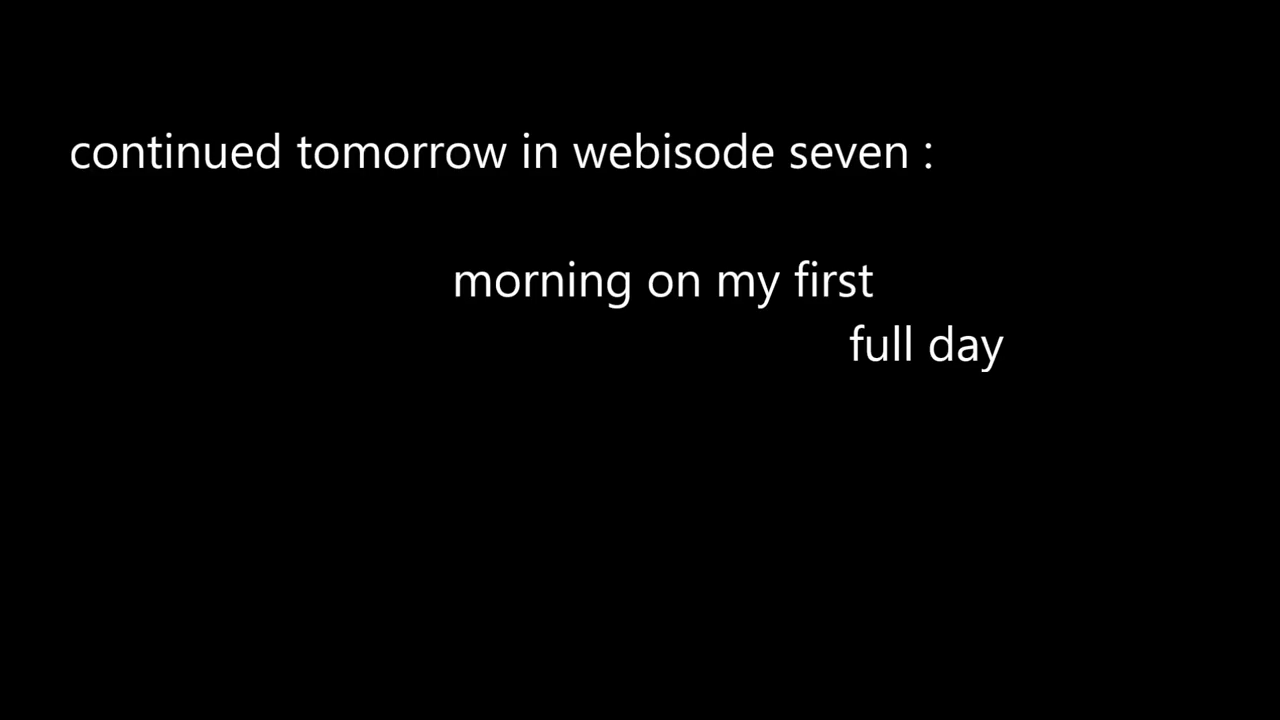 continued tomorrow in webisode seven :
morning on my first
full day